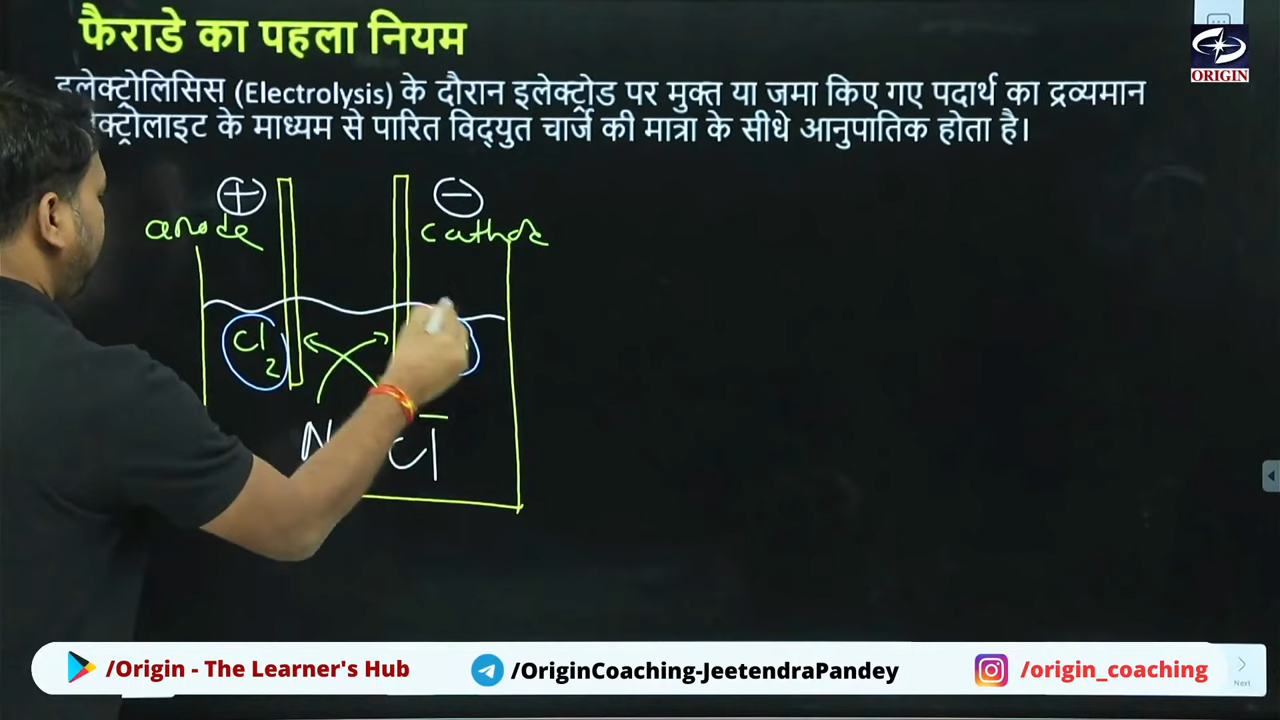 फैराडे का पहला नियम
ORIGIN
इलेक्ट्रोलिसिस (Electrolysis) के दौरान इलेक्ट्रोड पर मुक्त या जमा किए गए पदार्थ का द्रव्यमान
के माध्यम से पारित विद्युत चार्ज की मात्रा के सीधे आनुपातिक होता है।
+ −
anode cathode
Cl2
Cl−
/Origin - The Learner's Hub /OriginCoaching-JeetendraPandey /origin_coaching
Next